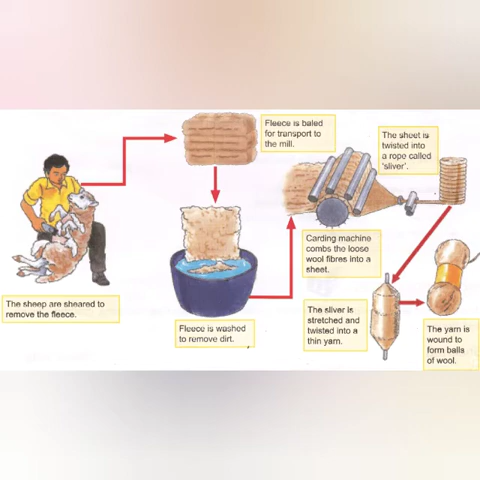 The sheep are sheared to
remove the fleece.
Fleece is baled
for transport to
the mill.
Fleece is washed
to remove dirt.
Carding machine
combs the loose
wool fibres into a
sheet.
The sheet is
twisted into
a rope called
'sliver'.
The sliver is
stretched and
twisted into a
thin yarn.
The yarn is
wound to
form balls
of wool.